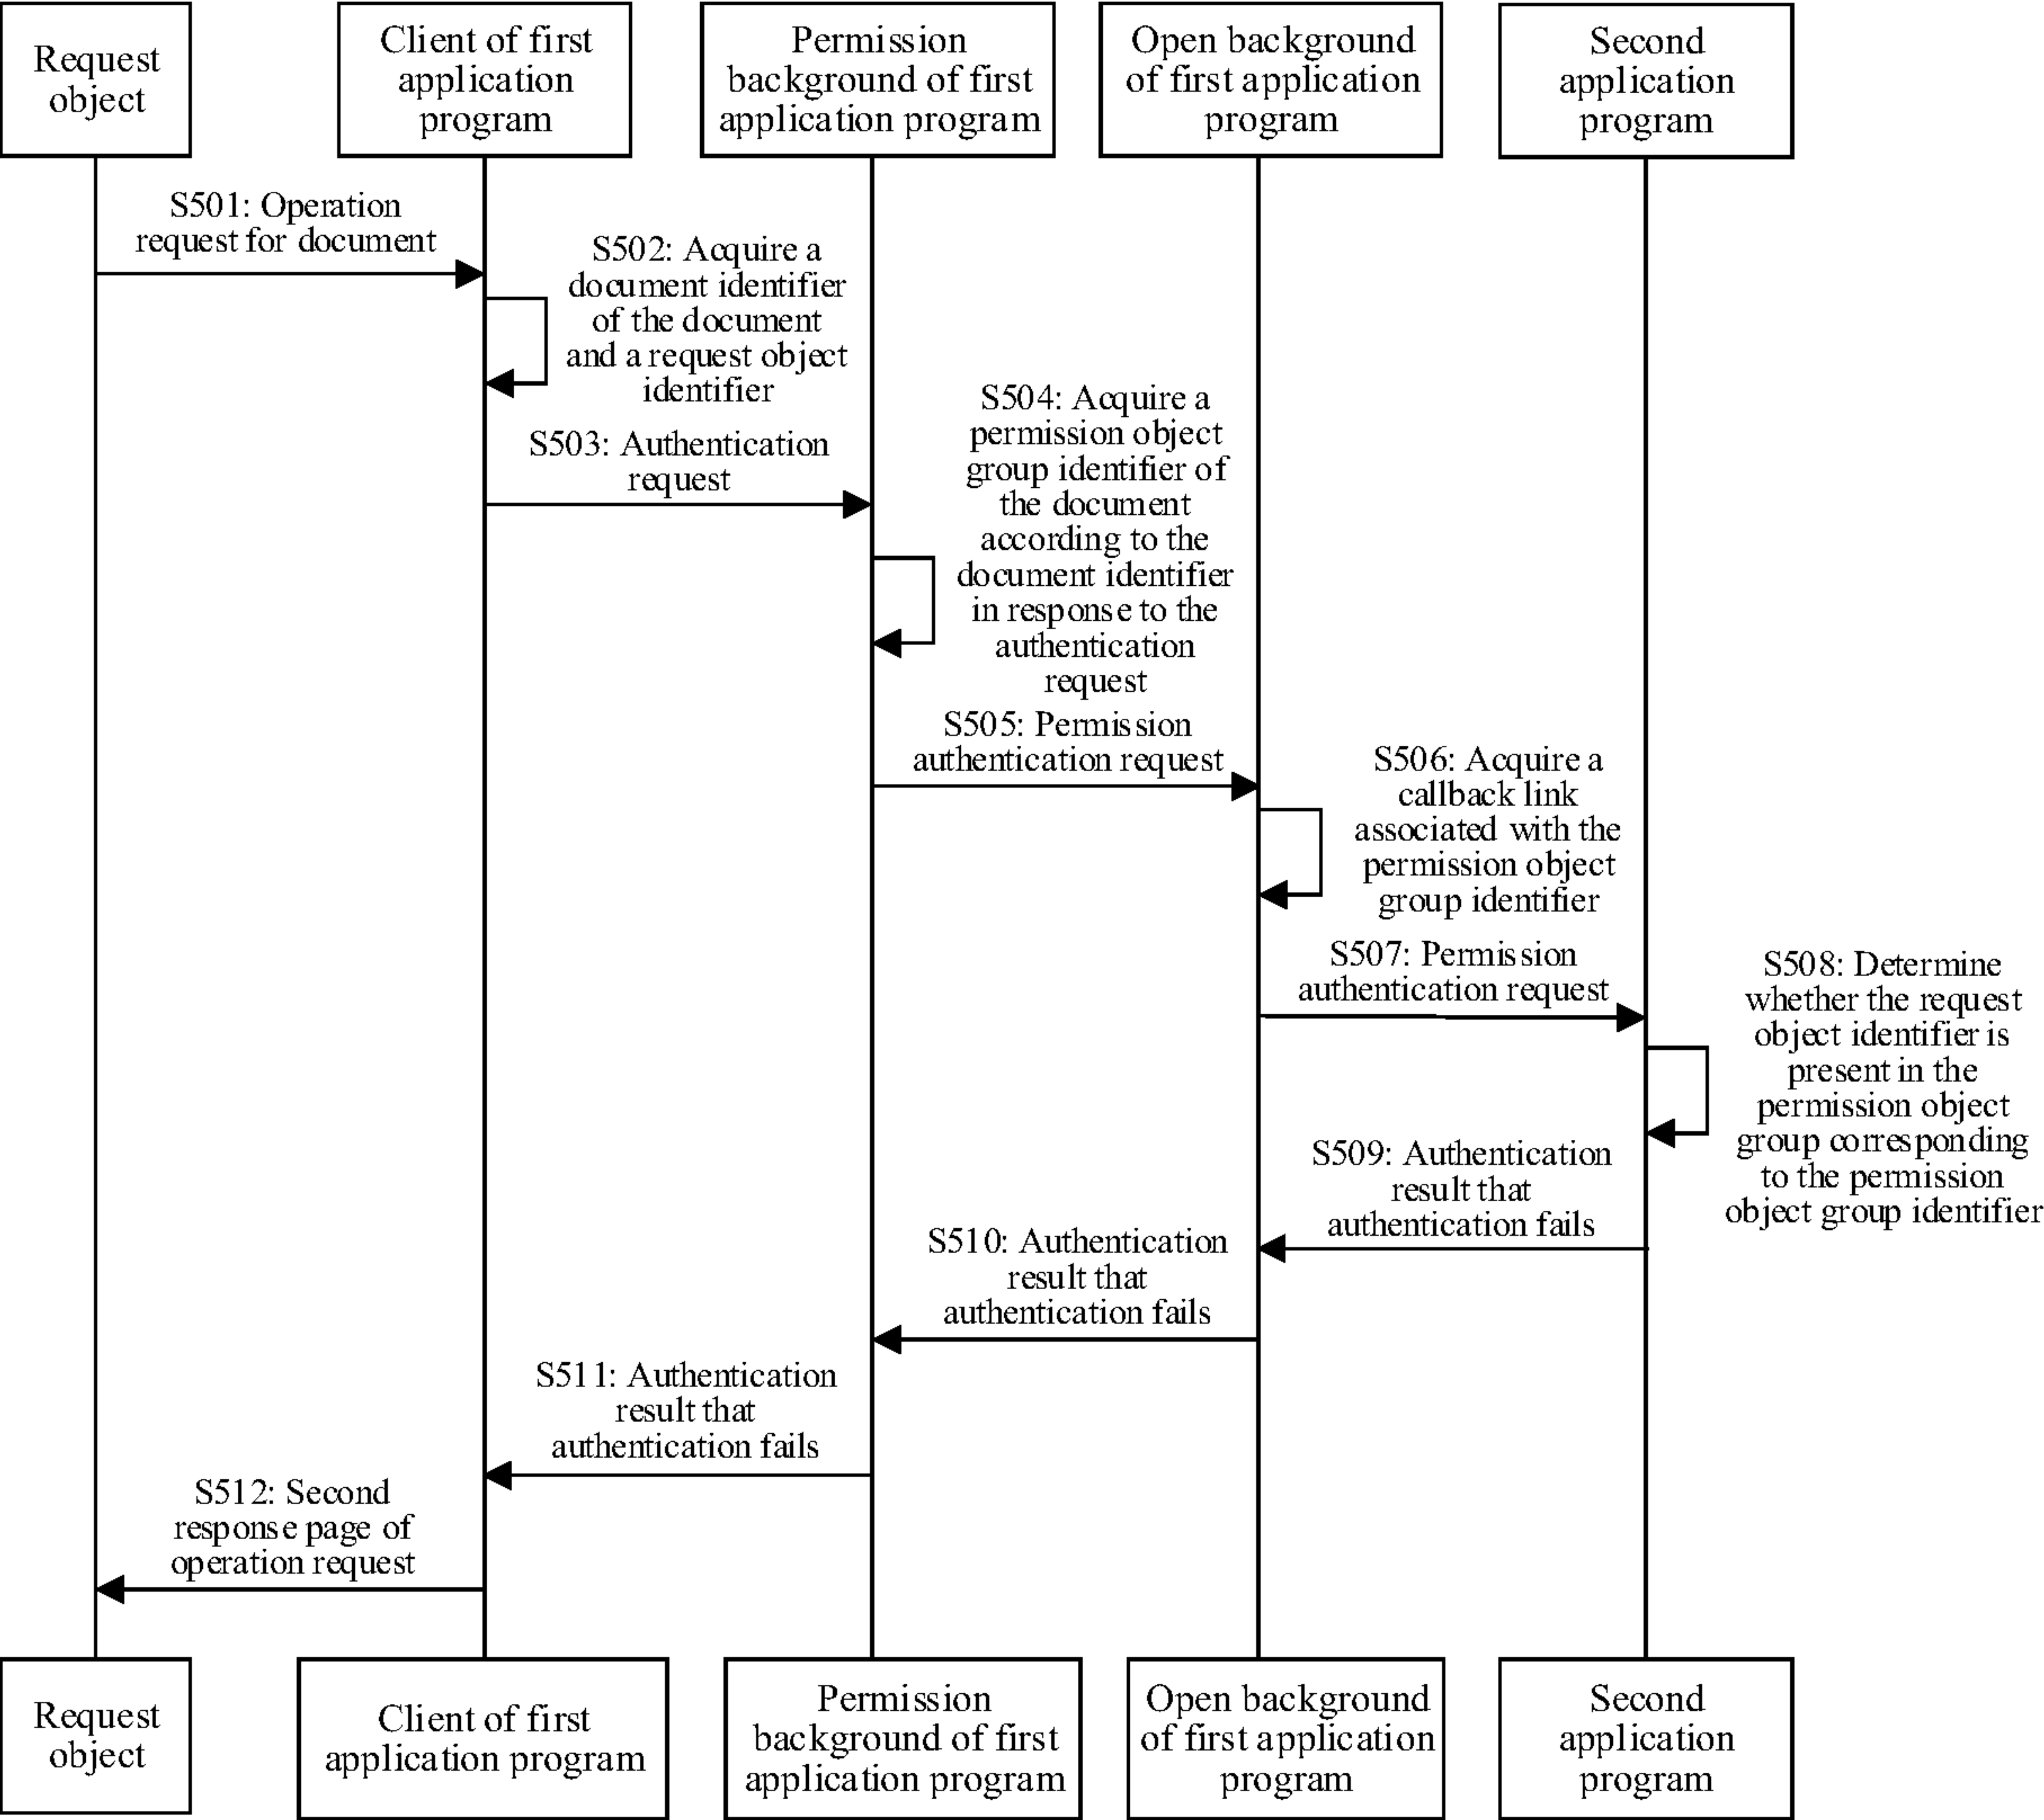 Request
object
Client of first
application
program
Permission
background of first
application program
Open background
of first application
program
Second
application
program
S501: Operation
request for document
S502: Acquire a
document identifier
of the document
and a request object
identifier
S503: Authentication
request
S504: Acquire a
permission object
group identifier of
the document
according to the
document identifier
in response to the
authentication
request
S505: Permission
authentication request
S506: Acquire a
callback link
associated with the
permission object
group identifier
S507: Permission
authentication request
S508: Determine
whether the request
object identifier is
present in the
permission object
group corresponding
to the permission
object group identifier
S509: Authentication
result that
authentication fails
S510: Authentication
result that
authentication fails
S511: Authentication
result that
authentication fails
S512: Second
response page of
operation request
Request
object
Client of first
application program
Permission
background of first
application program
Open background
of first application
program
Second
application
program